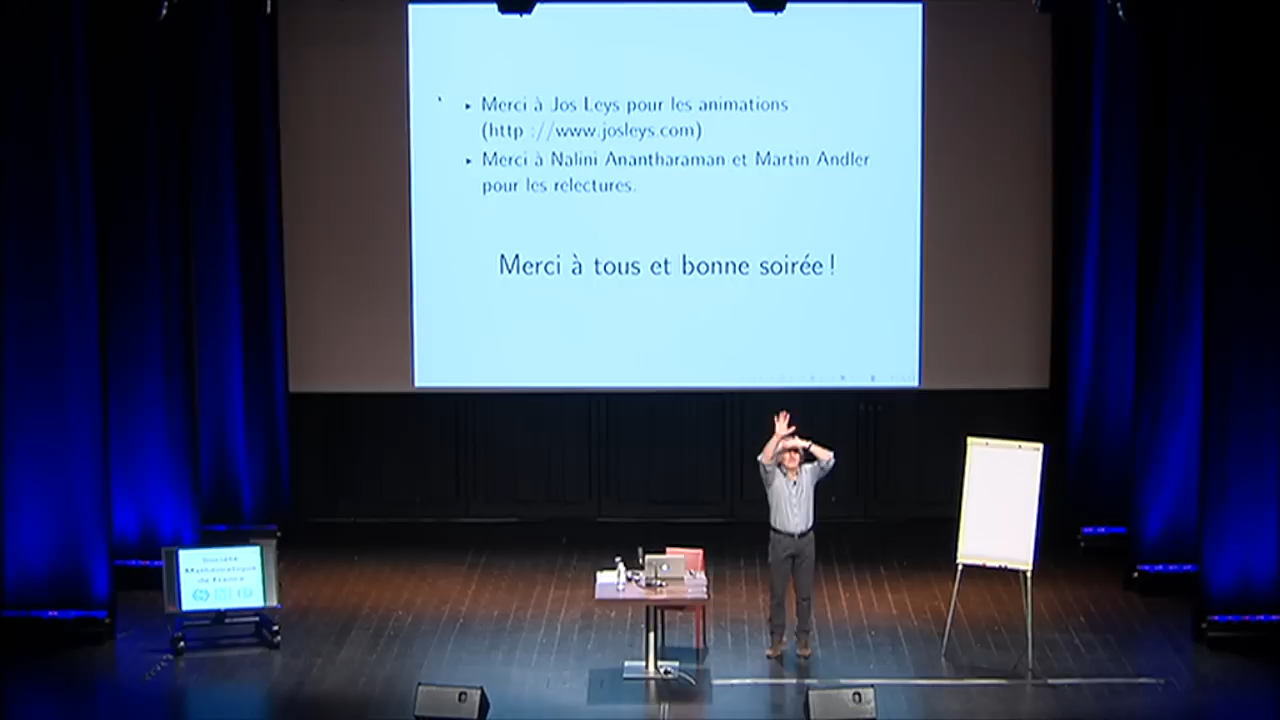 Merci à Jos Leys pour les animations
(http ://www.josleys.com)
Merci à Nalini Anantharaman et Martin Andler
pour les relectures.
Merci à tous et bonne soirée !
Société
Mathématique
de France